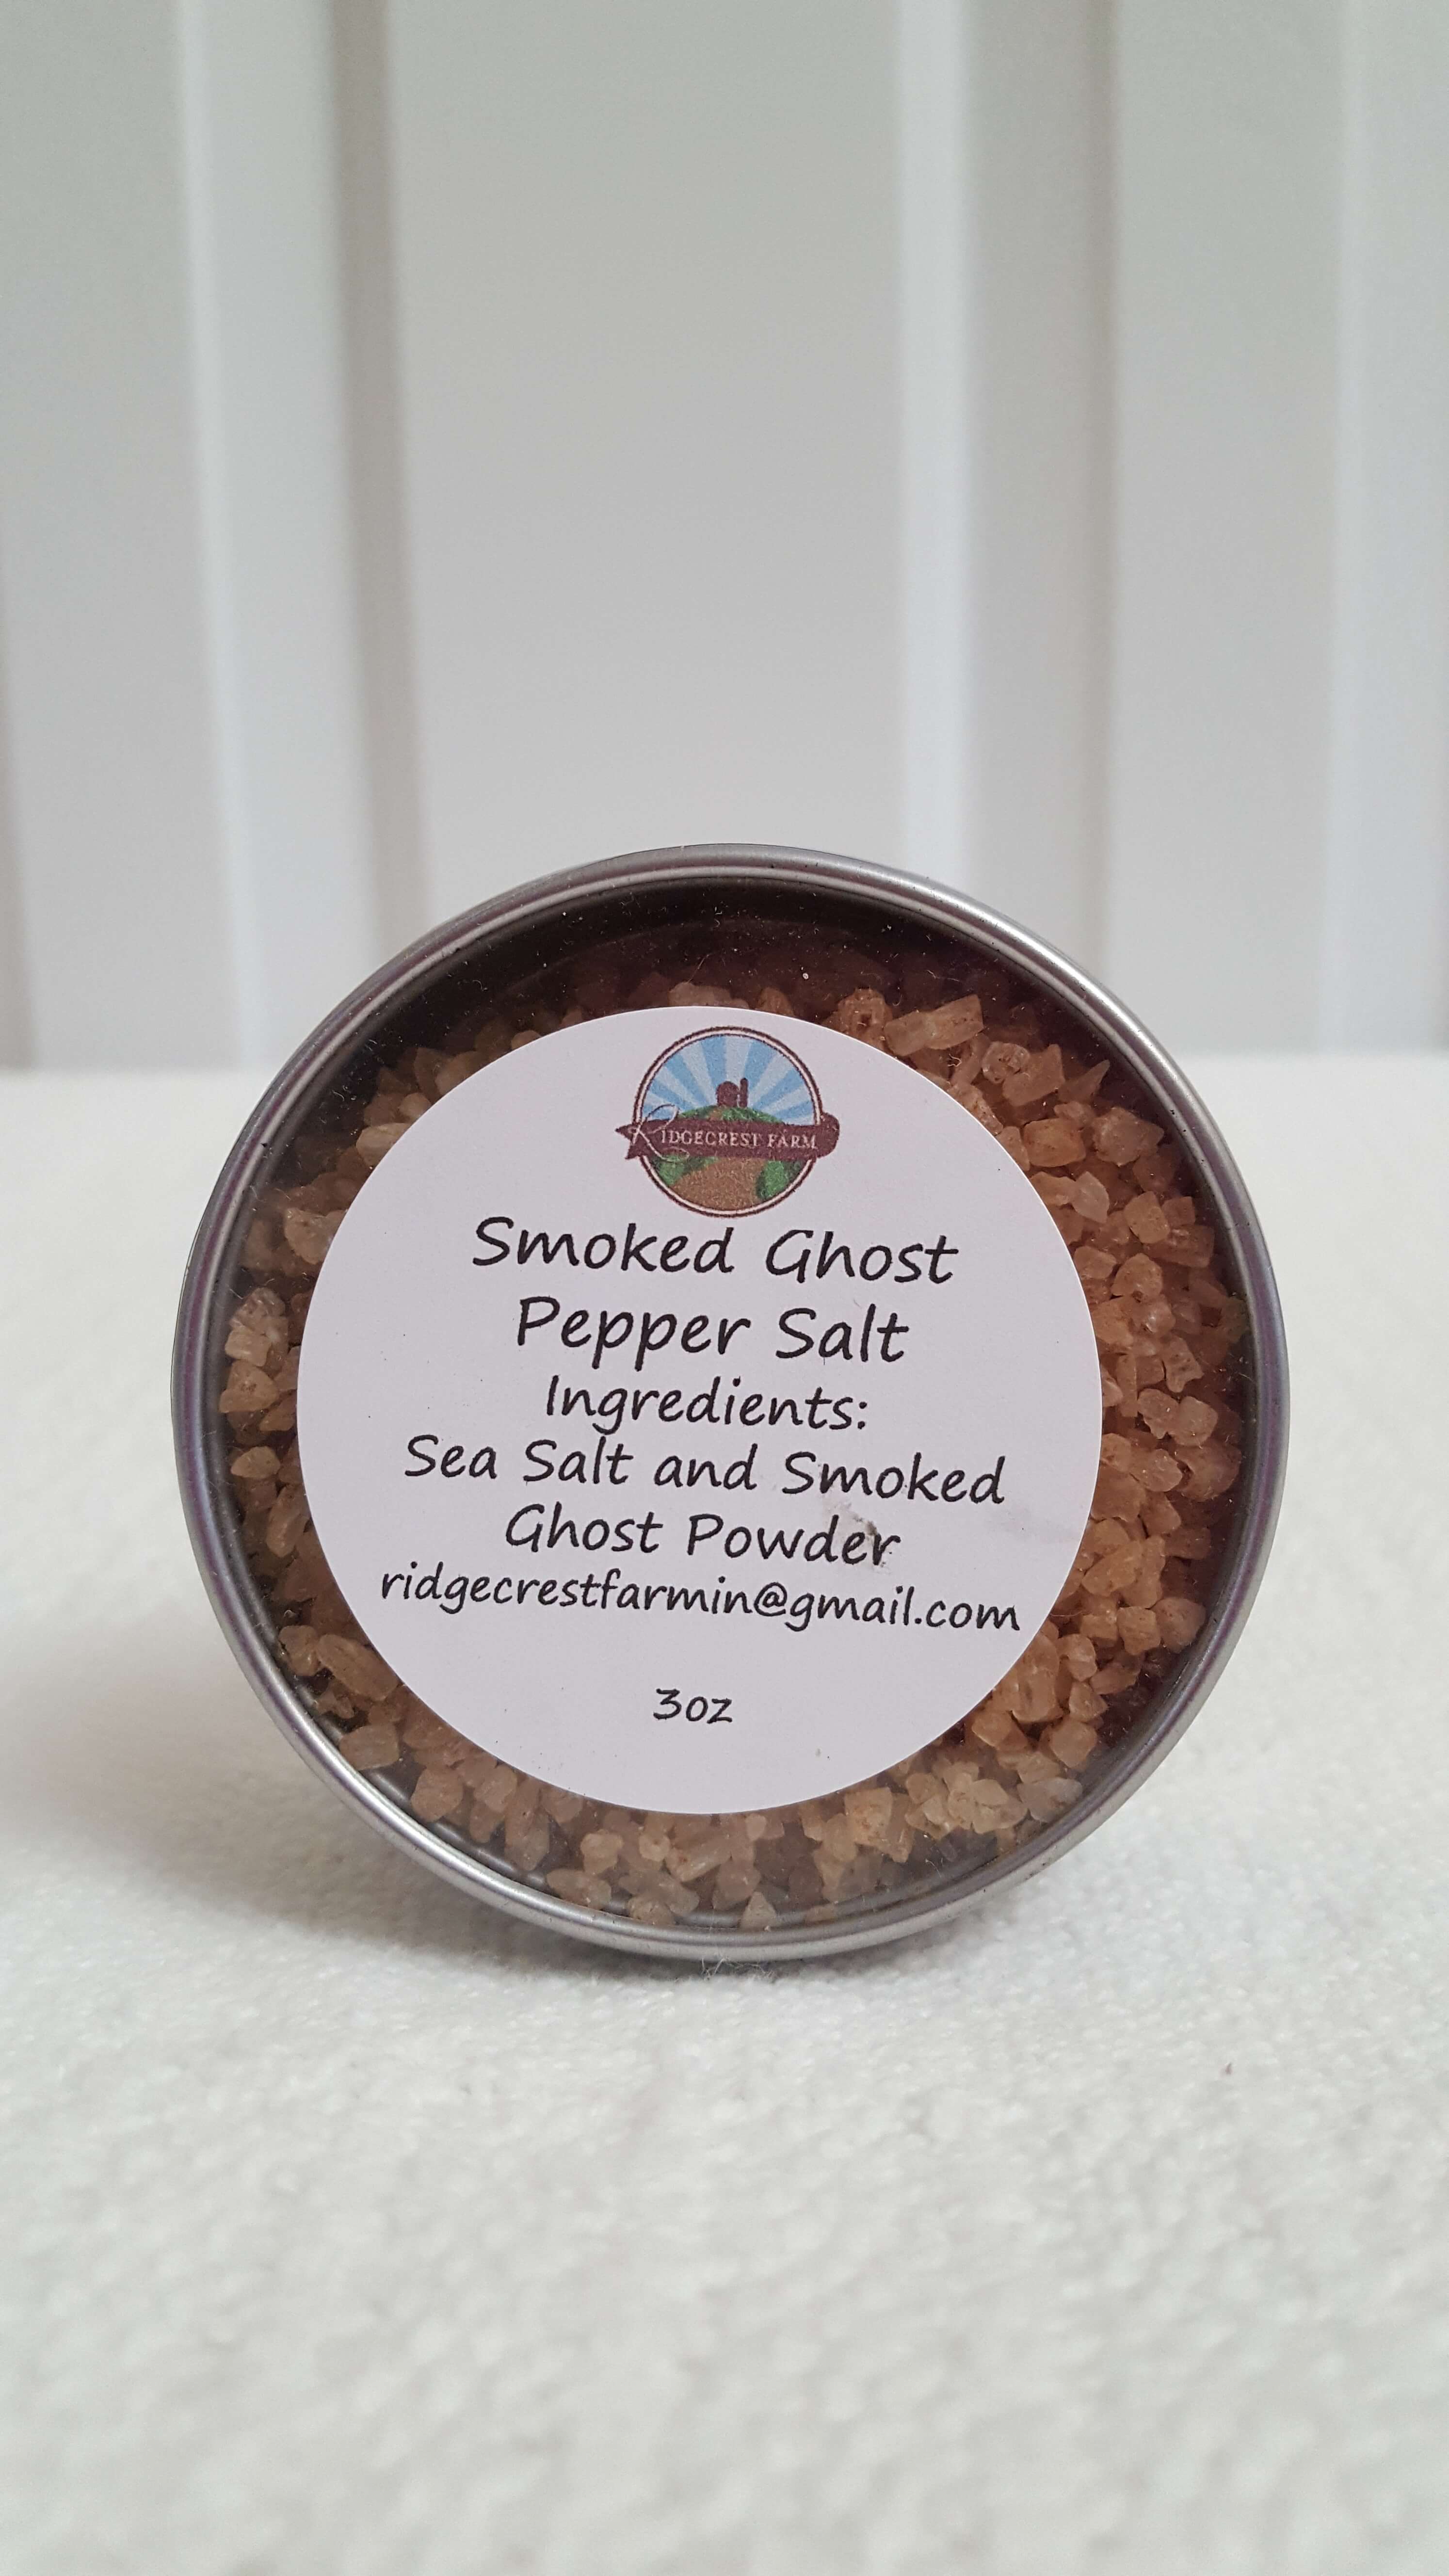 RIDGECREST FARM
Smoked Ghost
Pepper Salt
Ingredients:
Sea Salt and Smoked
Ghost Powder
ridgecrestfarmin@gmail.com
3oz